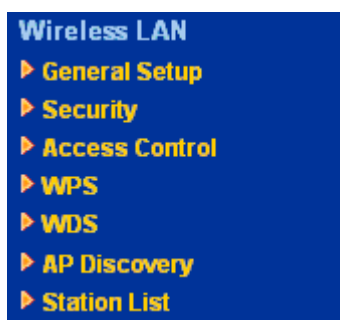 Wireless LAN
General Setup
Security
Access Control
WPS
WDS
AP Discovery
Station List